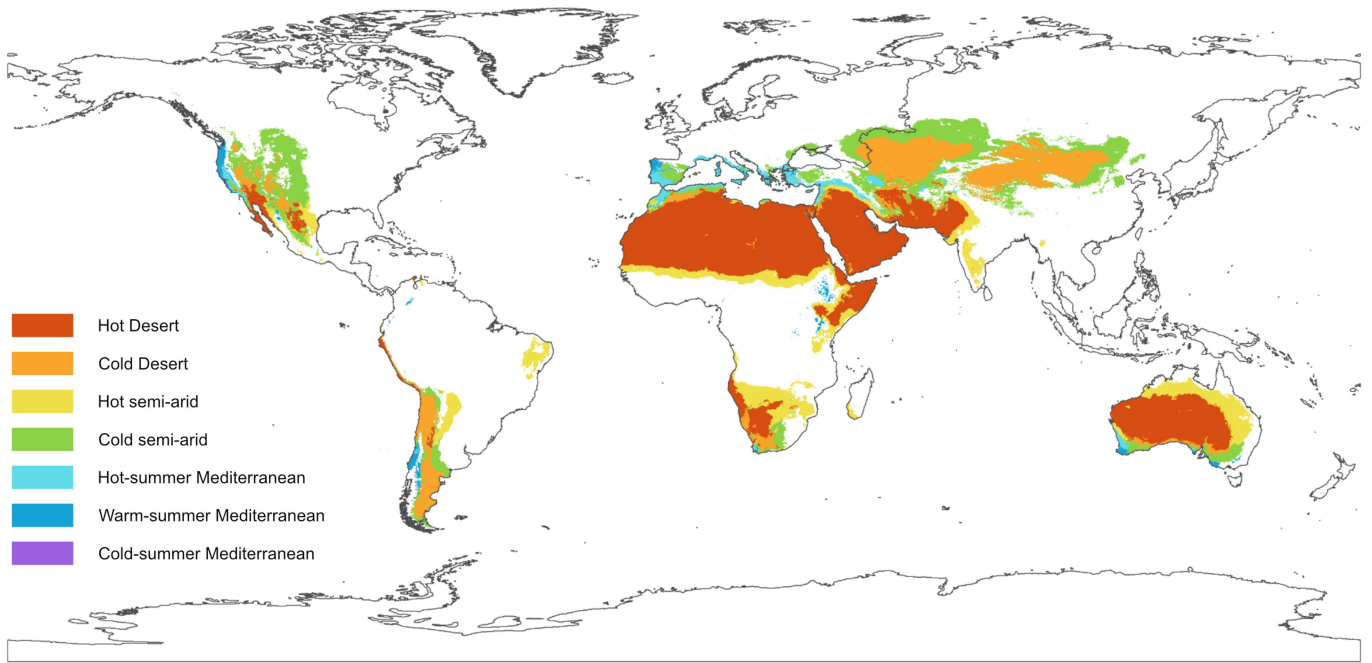 Hot Desert
Cold Desert
Hot semi-arid
Cold semi-arid
Hot-summer Mediterranean
Warm-summer Mediterranean
Cold-summer Mediterranean